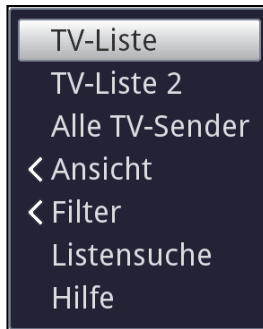 TV-Liste
TV-Liste 2
Alle TV-Sender
Ansicht
Filter
Listensuche
Hilfe